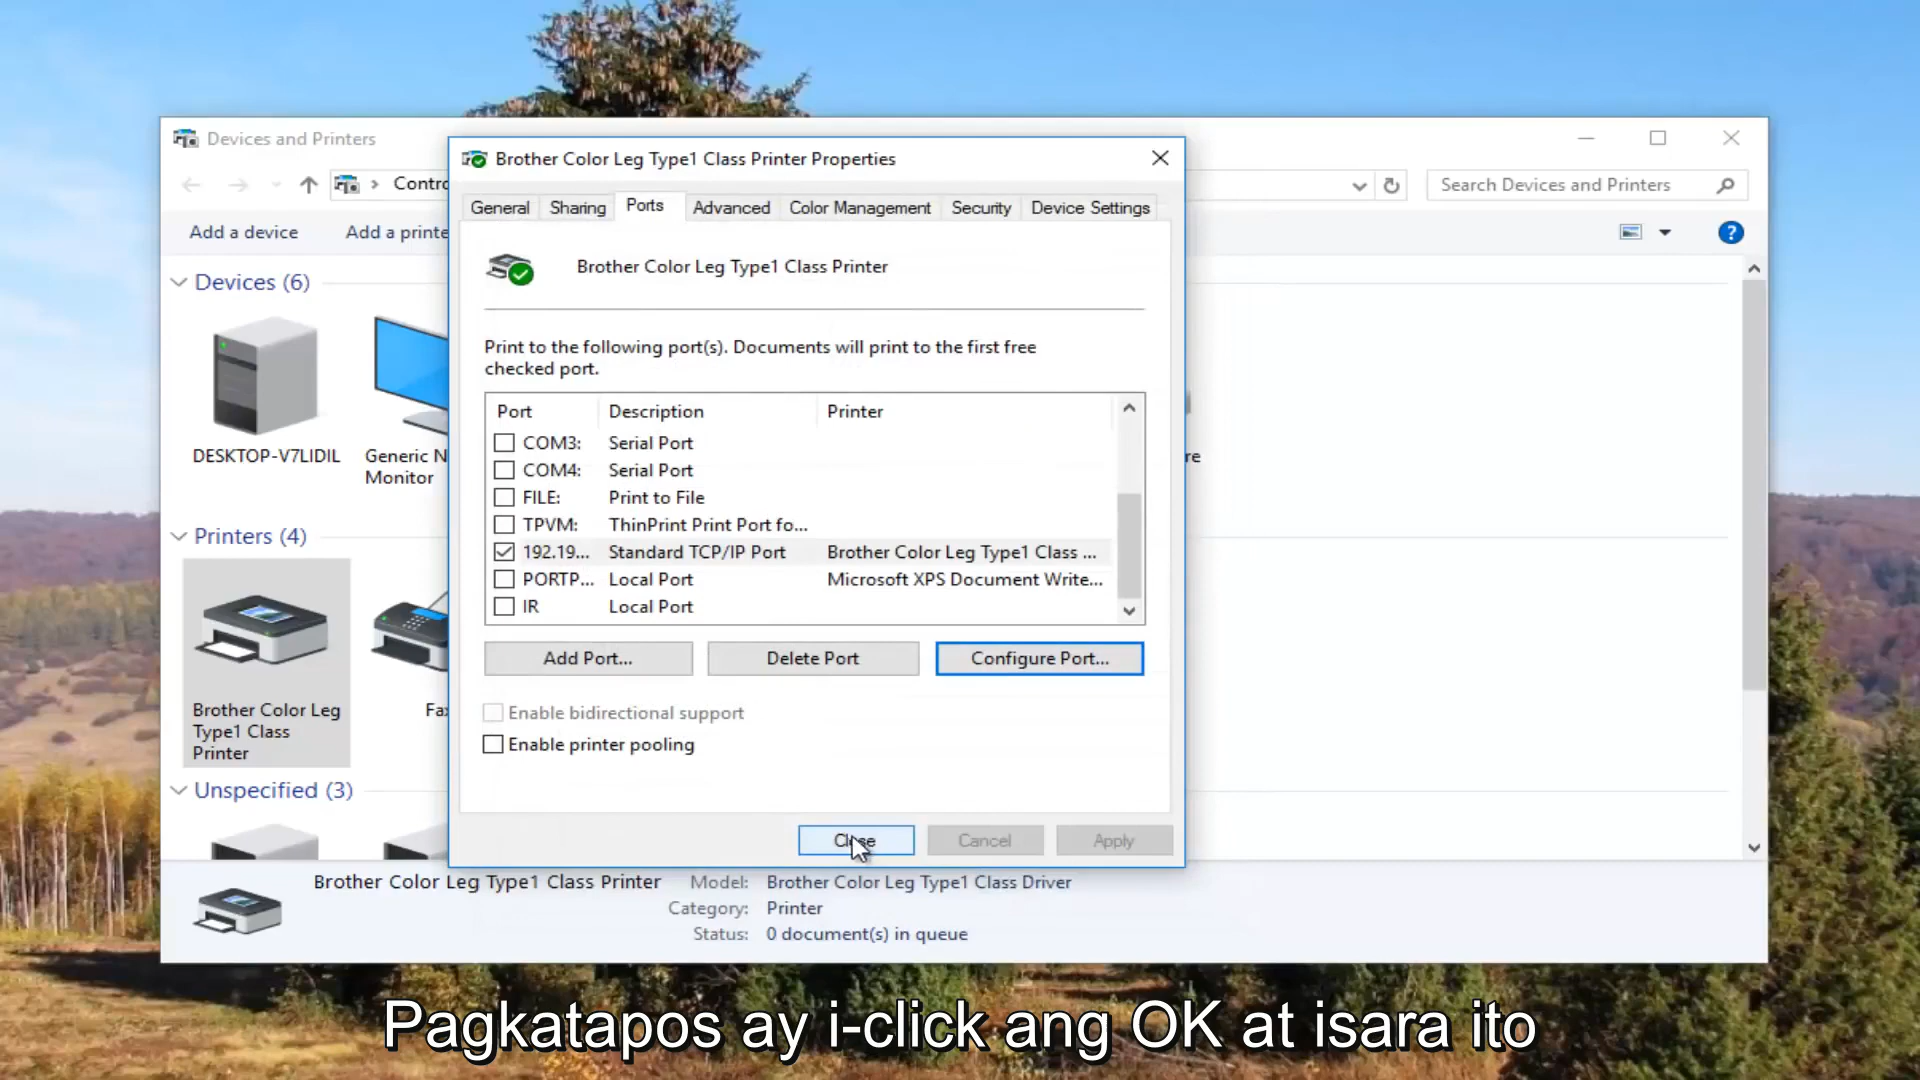 Devices and Printers
Search Devices and Printers
Add a device
Devices (6)
DESKTOP-V7LIDIL
Monitor
Printers (4)
Brother Color Leg
Type1 Class
Printer
Unspecified (3)
Brother Color Leg Type1 Class Printer Properties
General Sharing Ports Advanced Color Management Security Device Settings
Brother Color Leg Type1 Class Printer
Print to the following port(s). Documents will print to the first free
checked port.
Port Description Printer
COM3: Serial Port
COM4: Serial Port
FILE: Print to File
TPVM: ThinPrint Print Port fo...
192.19... Standard TCP/IP Port Brother Color Leg Type1 Class ...
PORTP... Local Port Microsoft XPS Document Write...
IR Local Port
Add Port... Delete Port Configure Port...
Enable bidirectional support
Enable printer pooling
Close Cancel Apply
Brother Color Leg Type1 Class Printer Model: Brother Color Leg Type1 Class Driver
Category: Printer
Status: 0 document(s) in queue
Pagkatapos ay i-click ang OK at isara ito